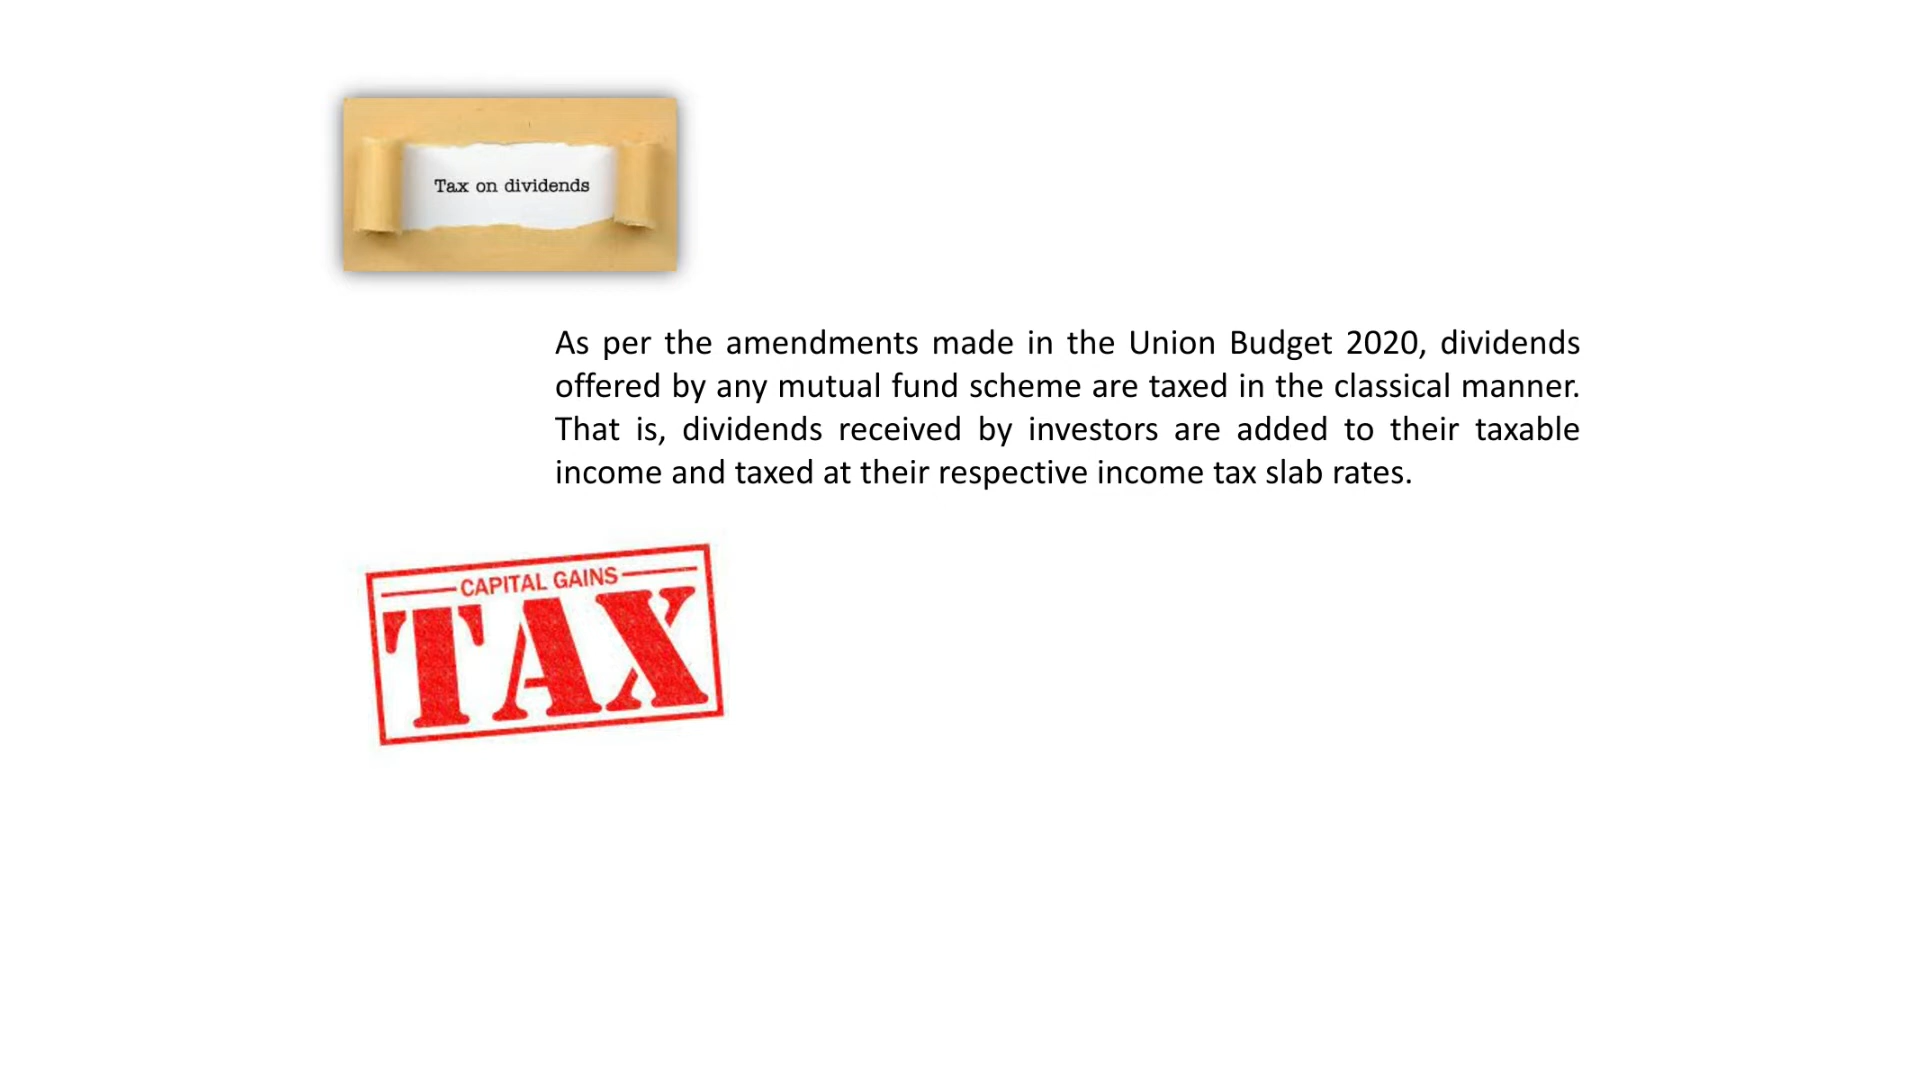 Tax on dividends
As per the amendments made in the Union Budget 2020, dividends
offered by any mutual fund scheme are taxed in the classical manner.
That is, dividends received by investors are added to their taxable
income and taxed at their respective income tax slab rates.
CAPITAL GAINS
TAX